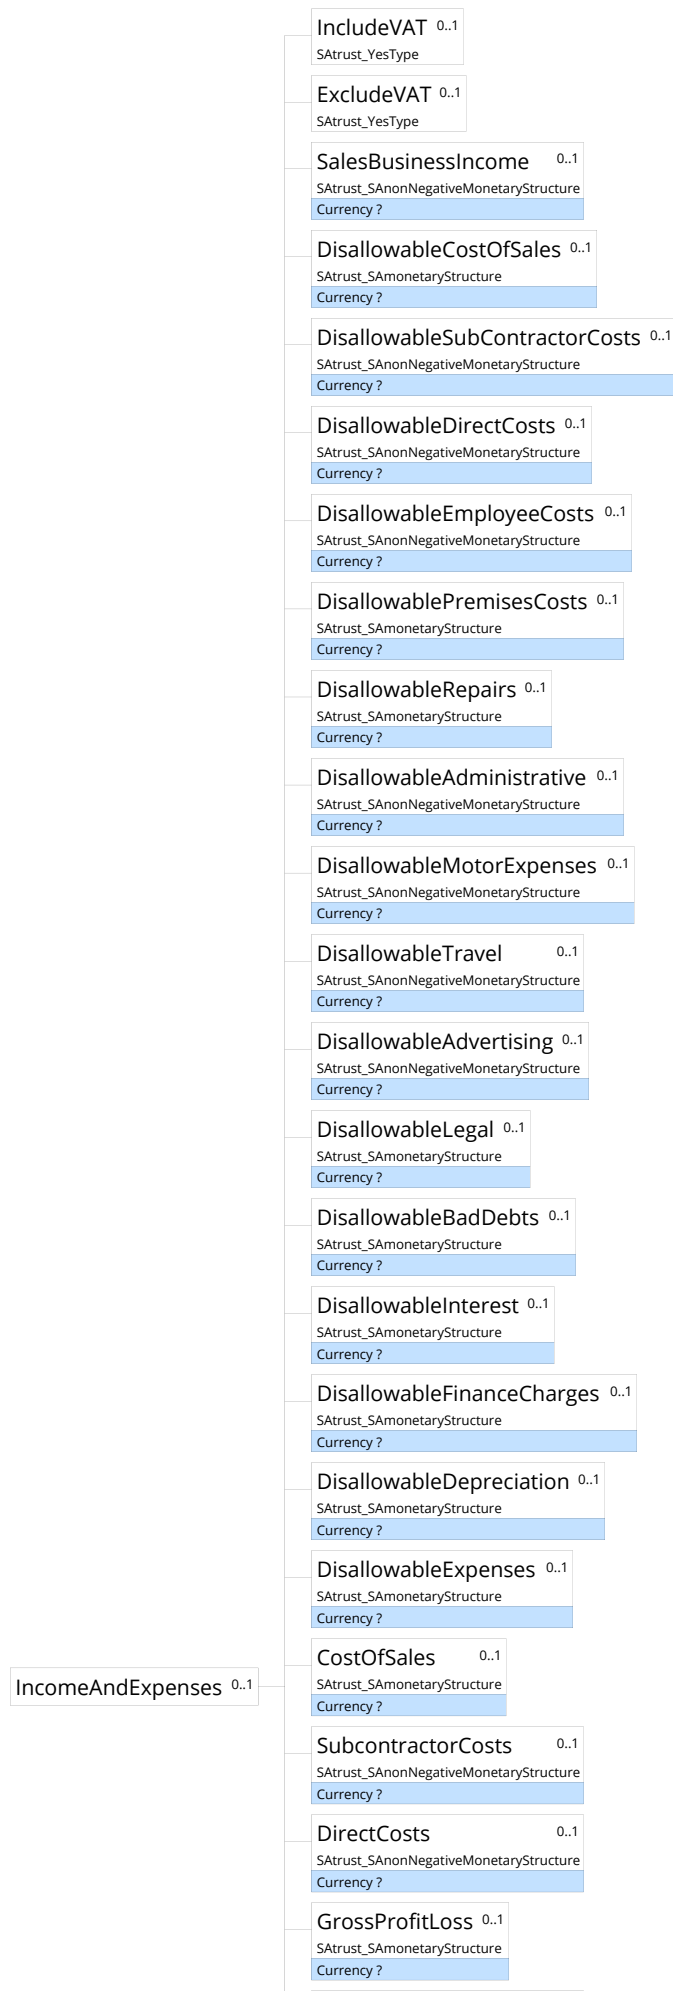 IncludeVAT 0..1
SAtrust_YesType
ExcludeVAT 0..1
SAtrust_YesType
SalesBusinessIncome 0..1
SAtrust_SAnonNegativeMonetaryStructure
Currency ?
DisallowableCostOfSales 0..1
SAtrust_SAmonetaryStructure
Currency ?
DisallowableSubContractorCosts 0..1
SAtrust_SAnonNegativeMonetaryStructure
Currency ?
DisallowableDirectCosts 0..1
SAtrust_SAnonNegativeMonetaryStructure
Currency ?
DisallowableEmployeeCosts 0..1
SAtrust_SAnonNegativeMonetaryStructure
Currency ?
DisallowablePremisesCosts 0..1
SAtrust_SAmonetaryStructure
Currency ?
DisallowableRepairs 0..1
SAtrust_SAmonetaryStructure
Currency ?
DisallowableAdministrative 0..1
SAtrust_SAnonNegativeMonetaryStructure
Currency ?
DisallowableMotorExpenses 0..1
SAtrust_SAnonNegativeMonetaryStructure
Currency ?
DisallowableTravel 0..1
SAtrust_SAnonNegativeMonetaryStructure
Currency ?
DisallowableAdvertising 0..1
SAtrust_SAnonNegativeMonetaryStructure
Currency ?
DisallowableLegal 0..1
SAtrust_SAmonetaryStructure
Currency ?
DisallowableBadDebts 0..1
SAtrust_SAmonetaryStructure
Currency ?
DisallowableInterest 0..1
SAtrust_SAmonetaryStructure
Currency ?
DisallowableFinanceCharges 0..1
SAtrust_SAmonetaryStructure
Currency ?
DisallowableDepreciation 0..1
SAtrust_SAmonetaryStructure
Currency ?
DisallowableExpenses 0..1
SAtrust_SAmonetaryStructure
Currency ?
CostOfSales 0..1
SAtrust_SAmonetaryStructure
IncomeAndExpenses 0..1
Currency ?
SubcontractorCosts 0..1
SAtrust_SAnonNegativeMonetaryStructure
Currency ?
DirectCosts 0..1
SAtrust_SAnonNegativeMonetaryStructure
Currency ?
GrossProfitLoss 0..1
SAtrust_SAmonetaryStructure
Currency ?